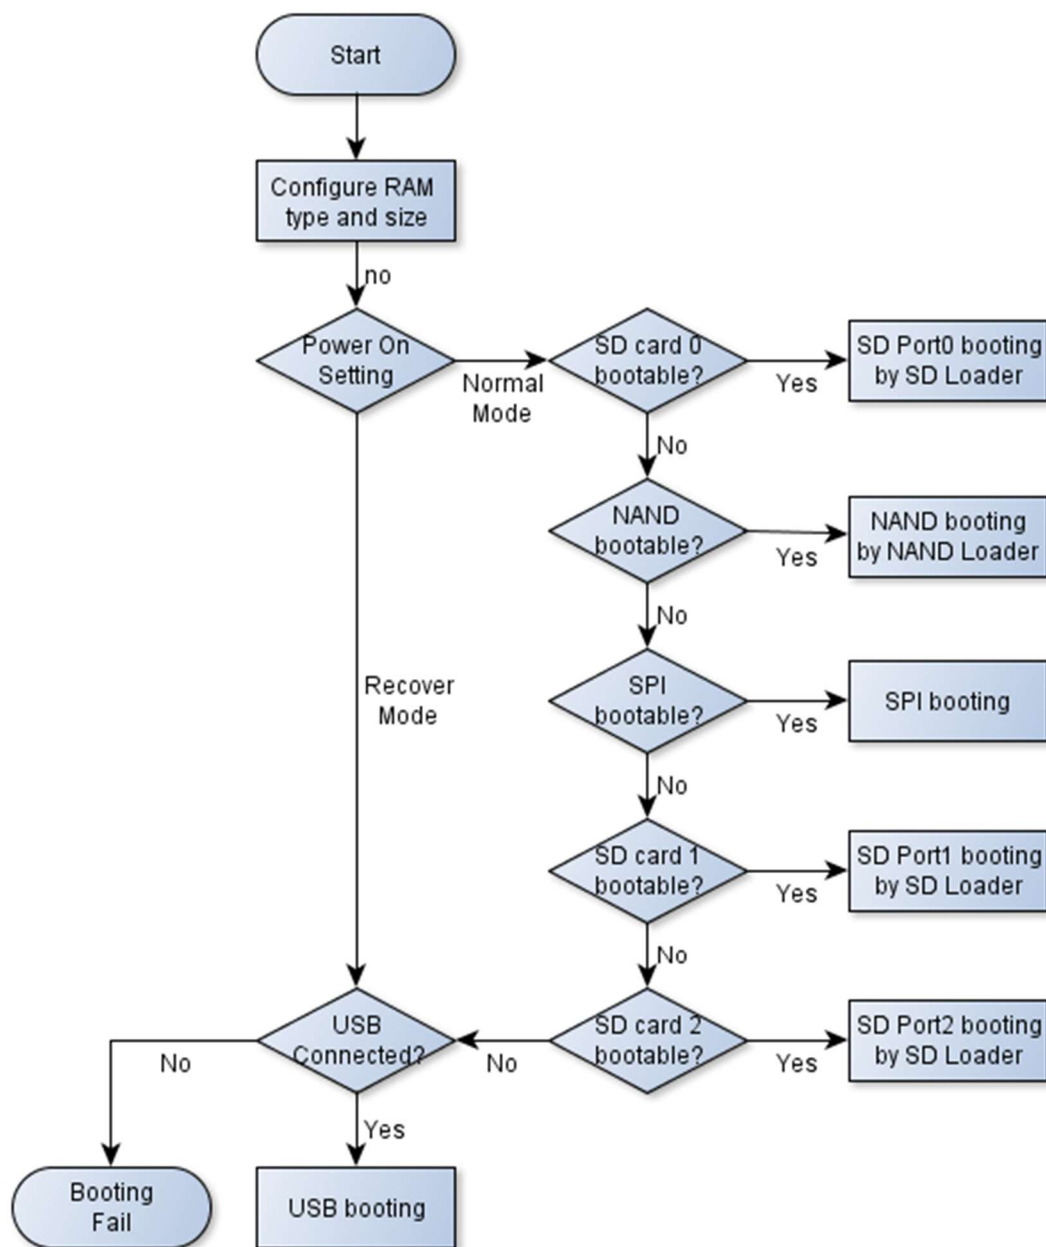 Start
Configure RAM
type and size
no
Power On
Setting
Normal
Mode
SD card 0
bootable?
Yes
SD Port0 booting
by SD Loader
No
NAND
bootable?
Yes
NAND booting
by NAND Loader
No
Recover
Mode
SPI
bootable?
Yes
SPI booting
No
SD card 1
bootable?
Yes
SD Port1 booting
by SD Loader
No
USB
Connected?
No
SD card 2
bootable?
Yes
SD Port2 booting
by SD Loader
No
Yes
Booting
Fail
USB booting